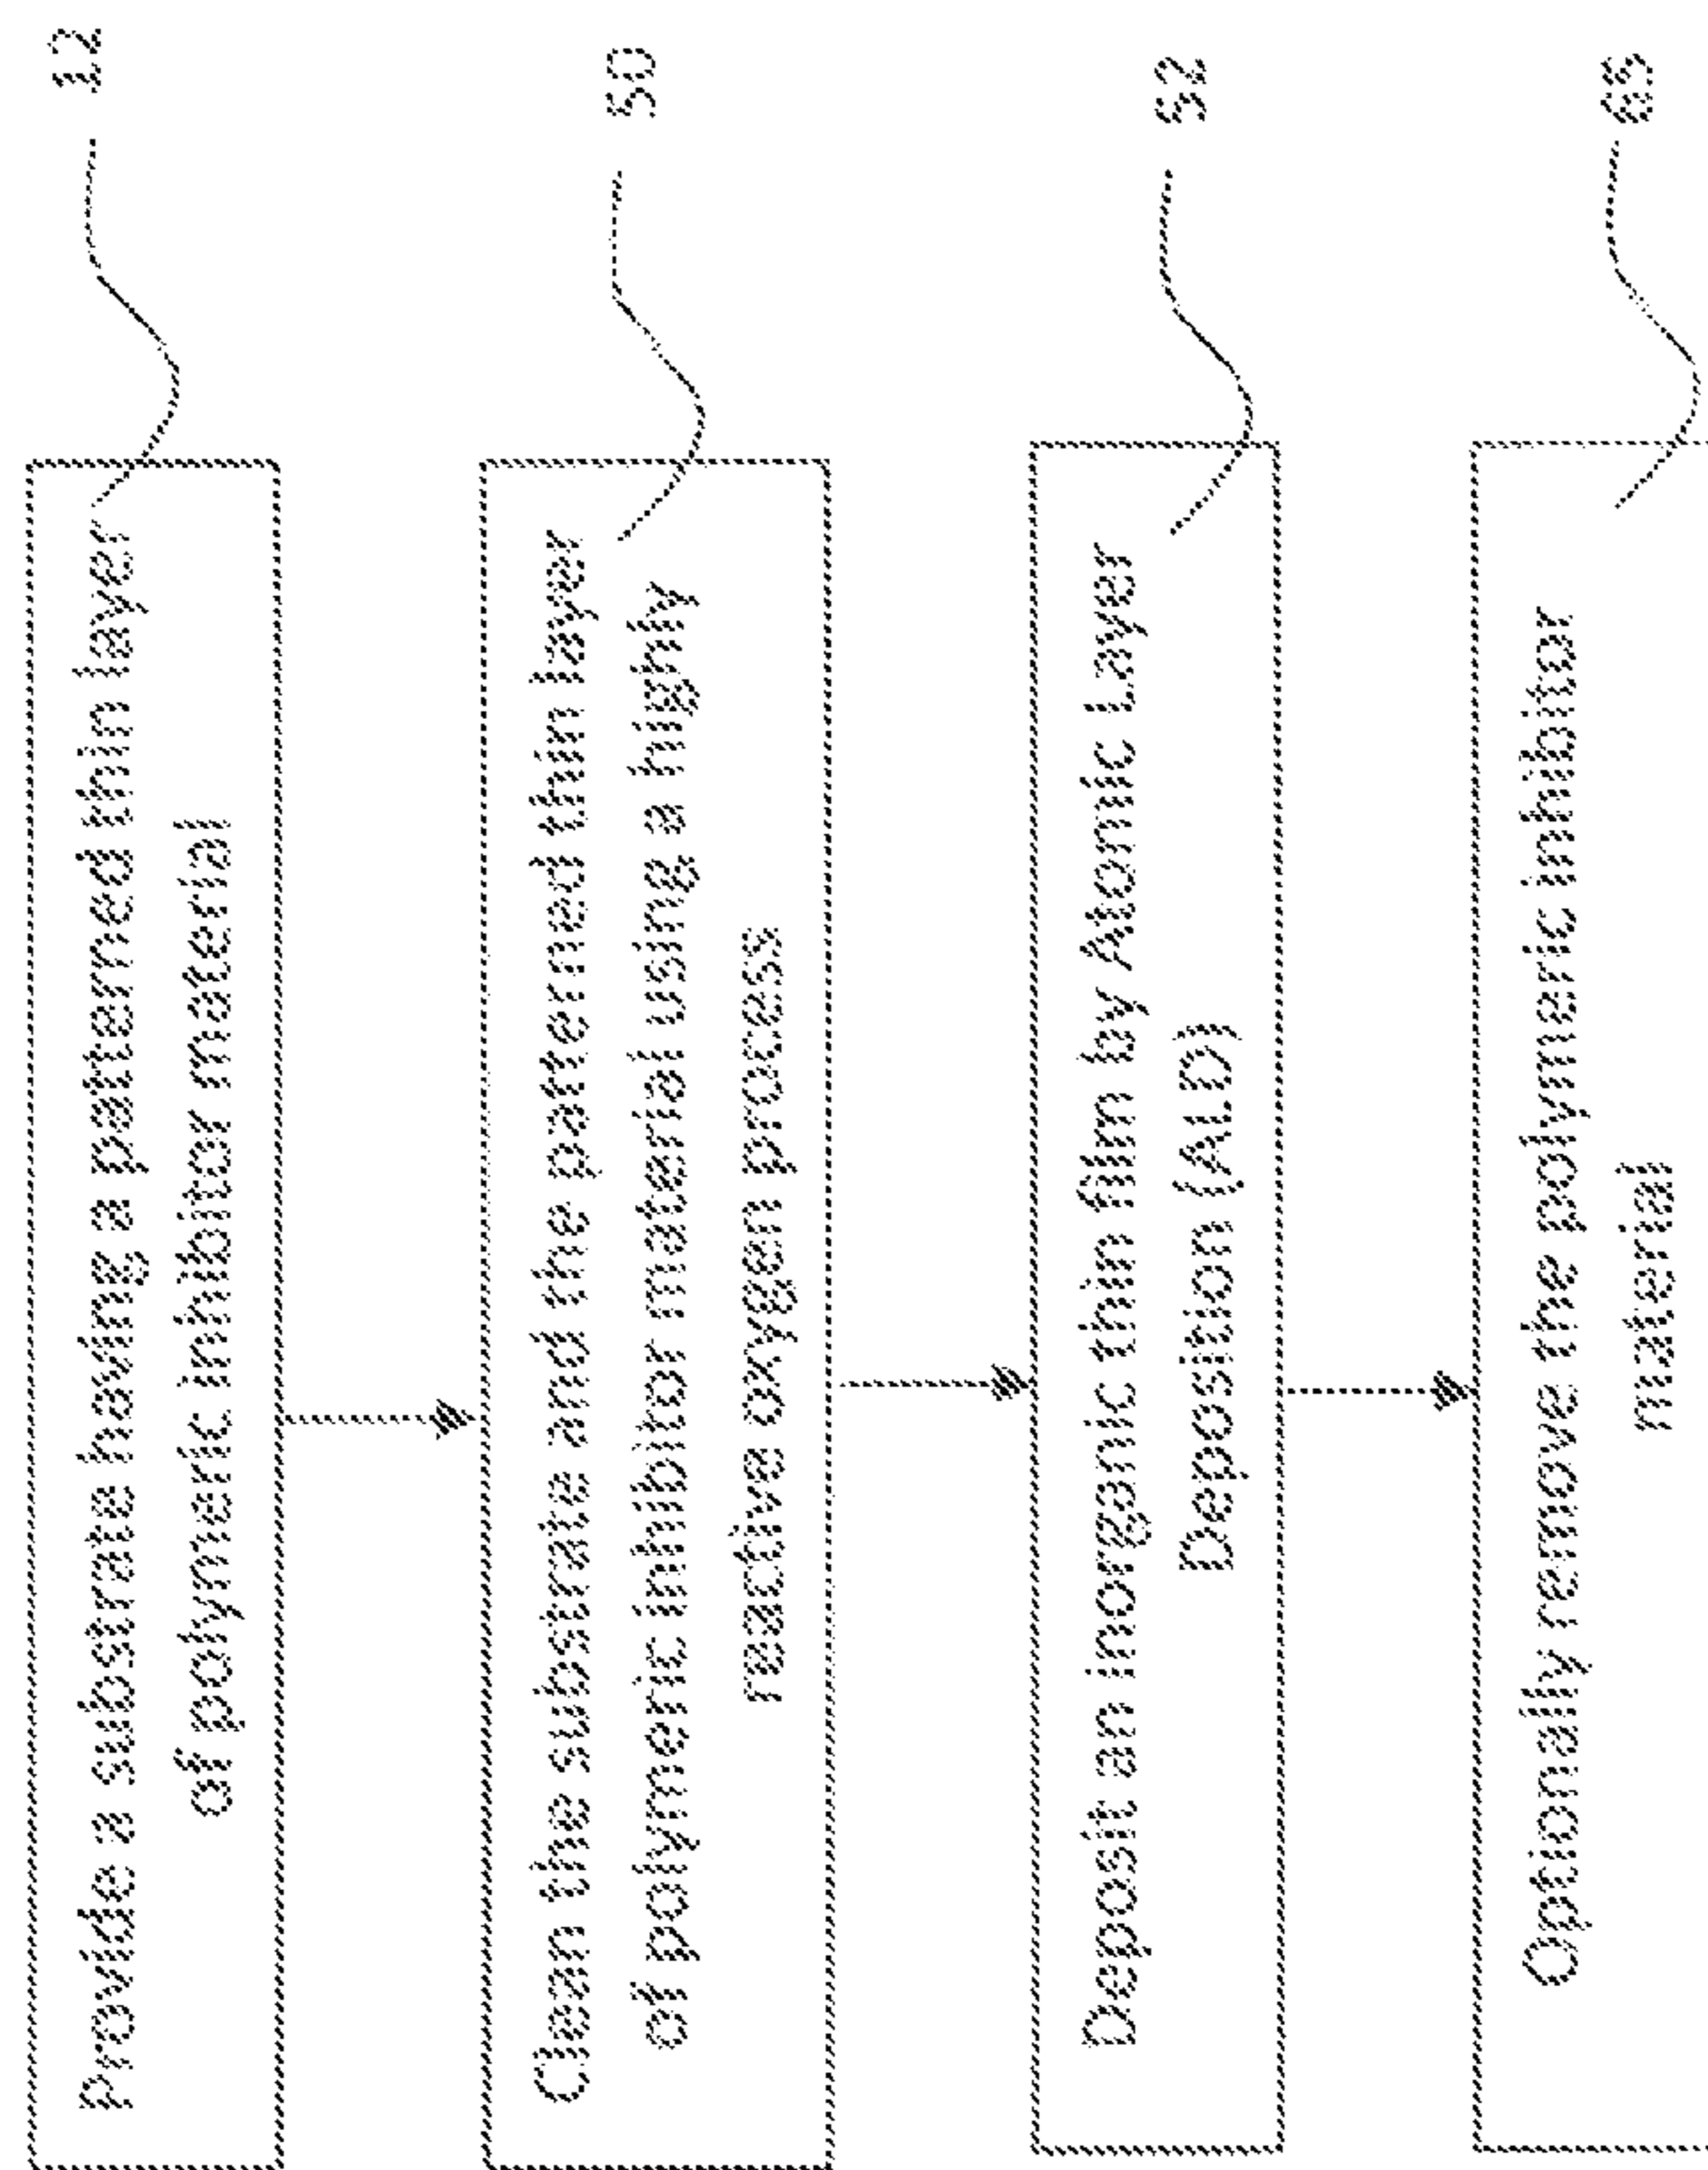 12
Provide a substrate having a patterned thin layer
of polymeric inhibitor material
50
Clean the substrate and the patterned thin layer
of polymeric inhibitor material using a highly
reactive oxygen process
52
Deposit an inorganic thin film by Atomic Layer
Deposition (ALD)
65
Optionally remove the polymeric inhibitor
material